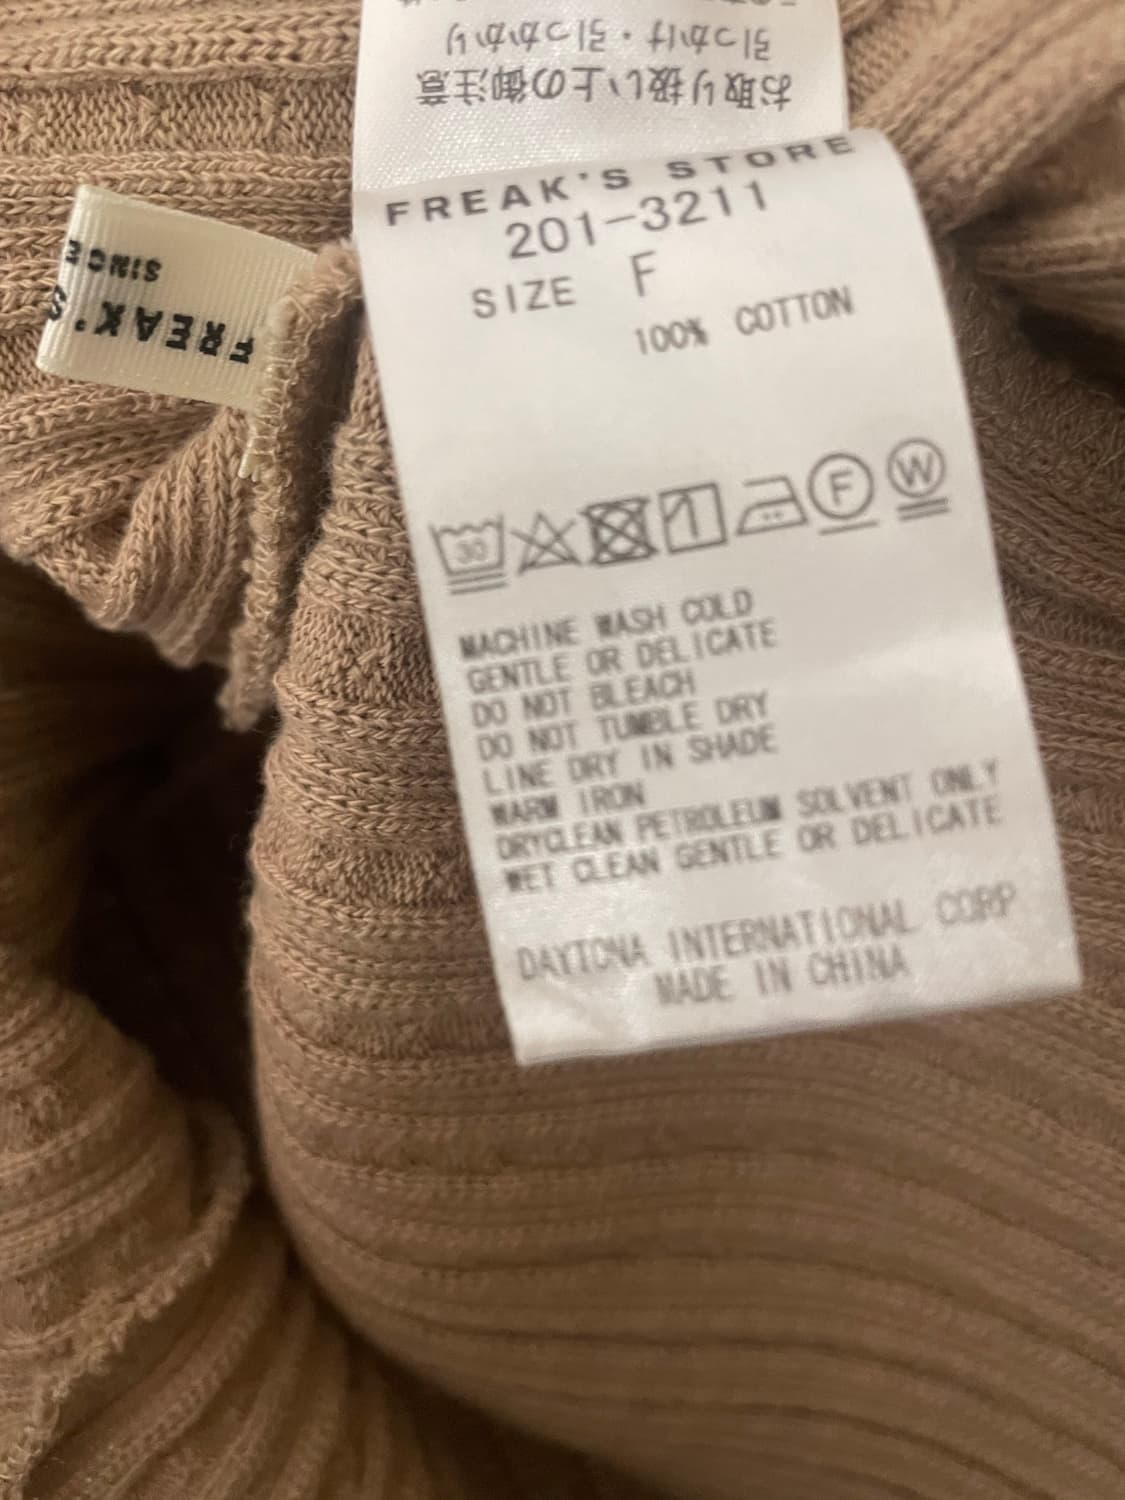 引っかけ・引っかかり
お取り扱い上の御注意
FREAK'S STORE
201-3211
SIZE F
100% COTTON
30
F
W
MACHINE WASH COLD
GENTLE OR DELICATE
DO NOT BLEACH
DO NOT TUMBLE DRY
LINE DRY IN SHADE
WARM IRON
DRYCLEAN PETROLEUM SOLVENT ONLY
WET CLEAN GENTLE OR DELICATE
DAYTONA INTERNATIONAL CORP
MADE IN CHINA
FREAK'S
SINCE